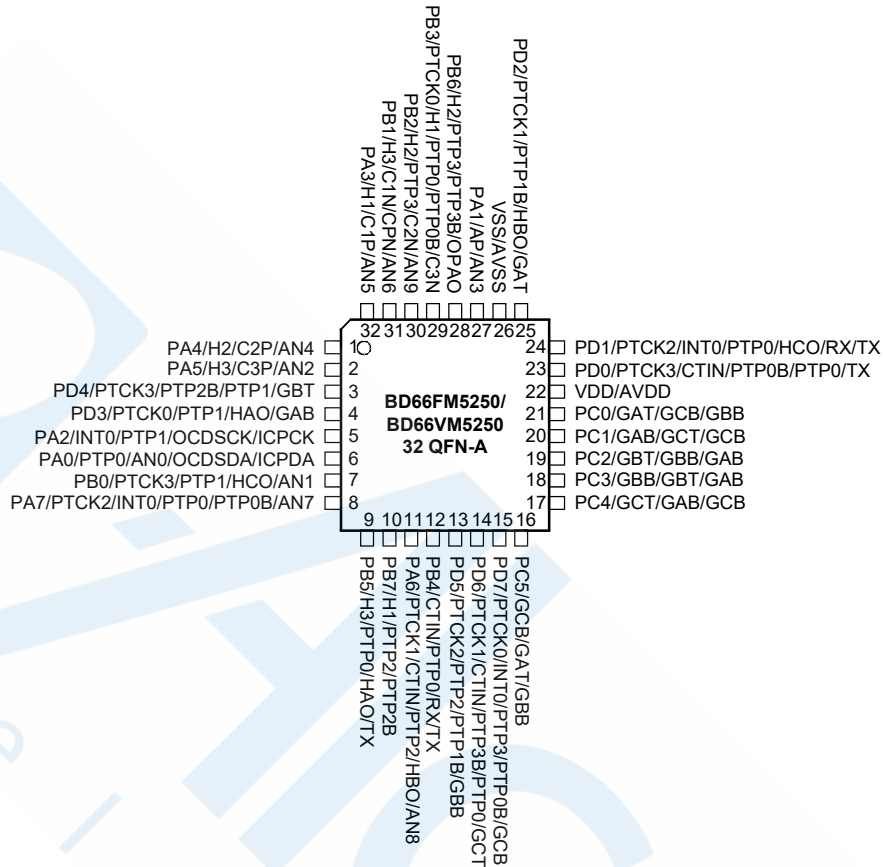 PA3/H1/C1P/AN5
PB1/H3/C1N/CPN/AN6
PB2/H2/PTP3/C2N/AN9
PB3/PTCK0/H1/PTP0/PTP0B/C3N
PB6/H2/PTP3/PTP3B/OPAO
PA1/AP/AN3
VSS/AVSS
PD2/PTCK1/PTP1B/HBO/GAT
32 31 30 29 28 27 26 25
PA4/H2/C2P/AN4 1
PA5/H3/C3P/AN2 2
PD4/PTCK3/PTP2B/PTP1/GBT 3
PD3/PTCK0/PTP1/HAO/GAB 4
PA2/INT0/PTP1/OCDSCK/ICPCK 5
PA0/PTP0/AN0/OCDSDA/ICPDA 6
PB0/PTCK3/PTP1/HCO/AN1 7
PA7/PTCK2/INT0/PTP0/PTP0B/AN7 8
BD66FM5250/
BD66VM5250
32 QFN-A
24 PD1/PTCK2/INT0/PTP0/HCO/RX/TX
23 PD0/PTCK3/CTIN/PTP0B/PTP0/TX
22 VDD/AVDD
21 PC0/GAT/GCB/GBB
20 PC1/GAB/GCT/GCB
19 PC2/GBT/GBB/GAB
18 PC3/GBB/GBT/GAB
17 PC4/GCT/GAB/GCB
9 10 11 12 13 14 15 16
PB5/H3/PTP0/HAO/TX
PB7/H1/PTP2/PTP2B
PA6/PTCK1/CTIN/PTP2/HBO/AN8
PB4/CTIN/PTP0/RX/TX
PD5/PTCK2/PTP2/PTP1B/GBB
PD6/PTCK1/CTIN/PTP3B/PTP0/GCT
PD7/PTCK0/INT0/PTP3/PTP0B/GCB
PC5/GCB/GAT/GBB